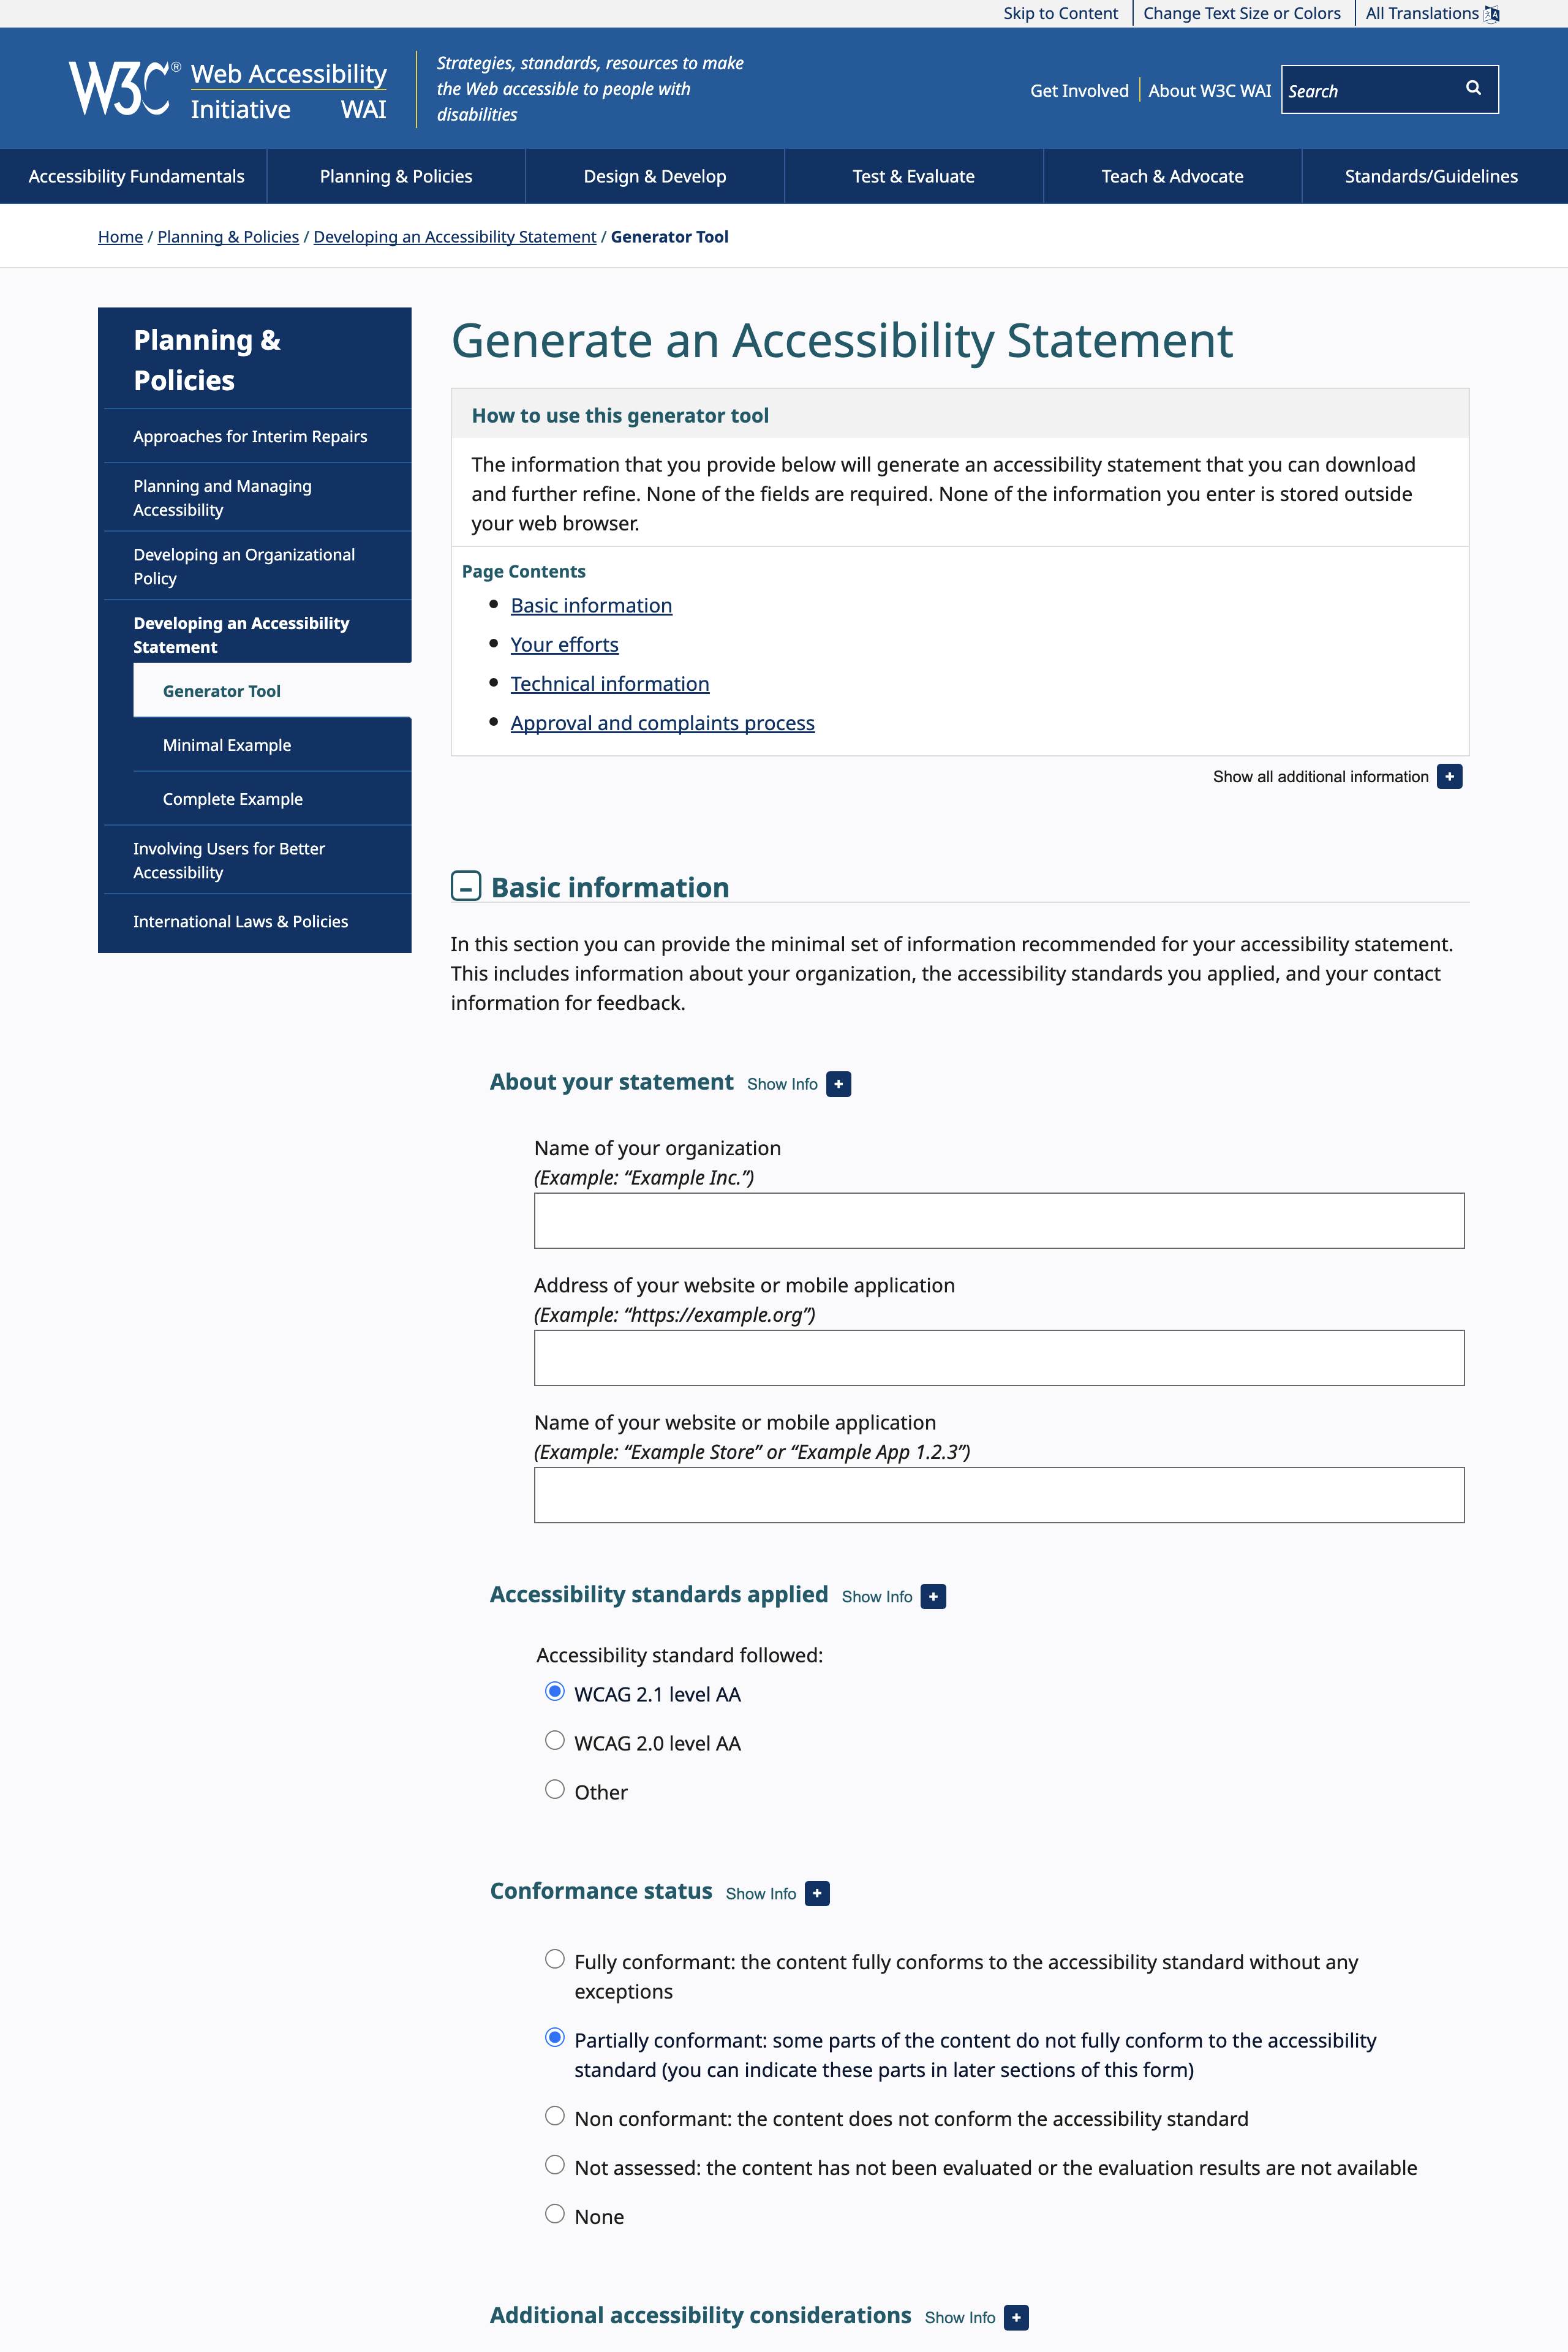 Skip to Content
Change Text Size or Colors
All Translations
W3C® Web Accessibility
Initiative WAI
Strategies, standards, resources to make
the Web accessible to people with
disabilities
Get Involved
About W3C WAI
Search
Accessibility Fundamentals
Planning & Policies
Design & Develop
Test & Evaluate
Teach & Advocate
Standards/Guidelines
Home / Planning & Policies / Developing an Accessibility Statement / Generator Tool
Planning &
Policies
Approaches for Interim Repairs
Planning and Managing
Accessibility
Developing an Organizational
Policy
Developing an Accessibility
Statement
Generator Tool
Minimal Example
Complete Example
Involving Users for Better
Accessibility
International Laws & Policies
Generate an Accessibility Statement
How to use this generator tool
The information that you provide below will generate an accessibility statement that you can download
and further refine. None of the fields are required. None of the information you enter is stored outside
your web browser.
Page Contents
• Basic information
• Your efforts
• Technical information
• Approval and complaints process
Show all additional information +
– Basic information
In this section you can provide the minimal set of information recommended for your accessibility statement.
This includes information about your organization, the accessibility standards you applied, and your contact
information for feedback.
About your statement Show Info +
Name of your organization
(Example: “Example Inc.”)
Address of your website or mobile application
(Example: “https://example.org”)
Name of your website or mobile application
(Example: “Example Store” or “Example App 1.2.3”)
Accessibility standards applied Show Info +
Accessibility standard followed:
WCAG 2.1 level AA
WCAG 2.0 level AA
Other
Conformance status Show Info +
Fully conformant: the content fully conforms to the accessibility standard without any
exceptions
Partially conformant: some parts of the content do not fully conform to the accessibility
standard (you can indicate these parts in later sections of this form)
Non conformant: the content does not conform the accessibility standard
Not assessed: the content has not been evaluated or the evaluation results are not available
None
Additional accessibility considerations Show Info +